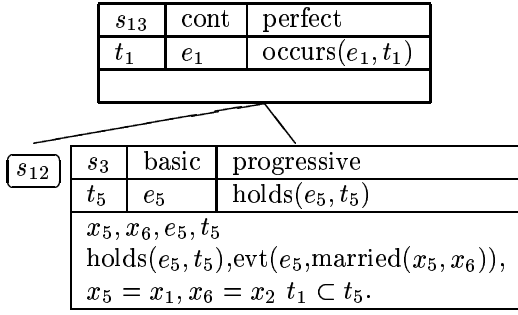 s₁₃ cont perfect
t₁ e₁ occurs(e₁, t₁)
s₁₂
s₃ basic progressive
t₅ e₅ holds(e₅, t₅)
x₅, x₆, e₅, t₅
holds(e₅, t₅),evt(e₅,married(x₅, x₆)),
x₅ = x₁, x₆ = x₂ t₁ ⊂ t₅.